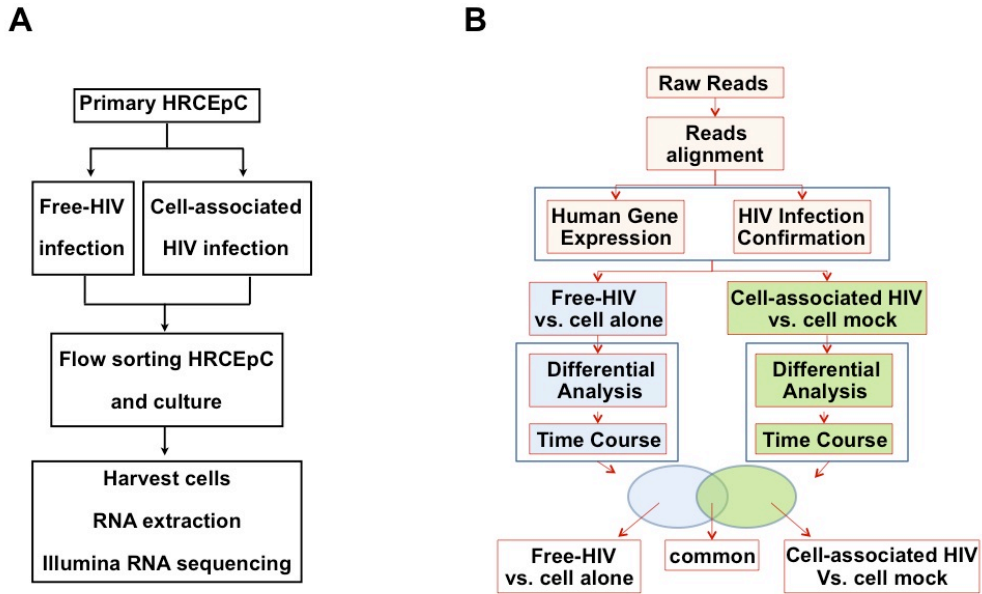 A
Primary HRCEpC
Free-HIV
infection
Cell-associated
HIV infection
Flow sorting HRCEpC
and culture
Harvest cells
RNA extraction
Illumina RNA sequencing
B
Raw Reads
Reads
alignment
Human Gene
Expression
HIV Infection
Confirmation
Free-HIV
vs. cell alone
Cell-associated HIV
vs. cell mock
Differential
Analysis
Time Course
Differential
Analysis
Time Course
Free-HIV
vs. cell alone
common
Cell-associated HIV
Vs. cell mock